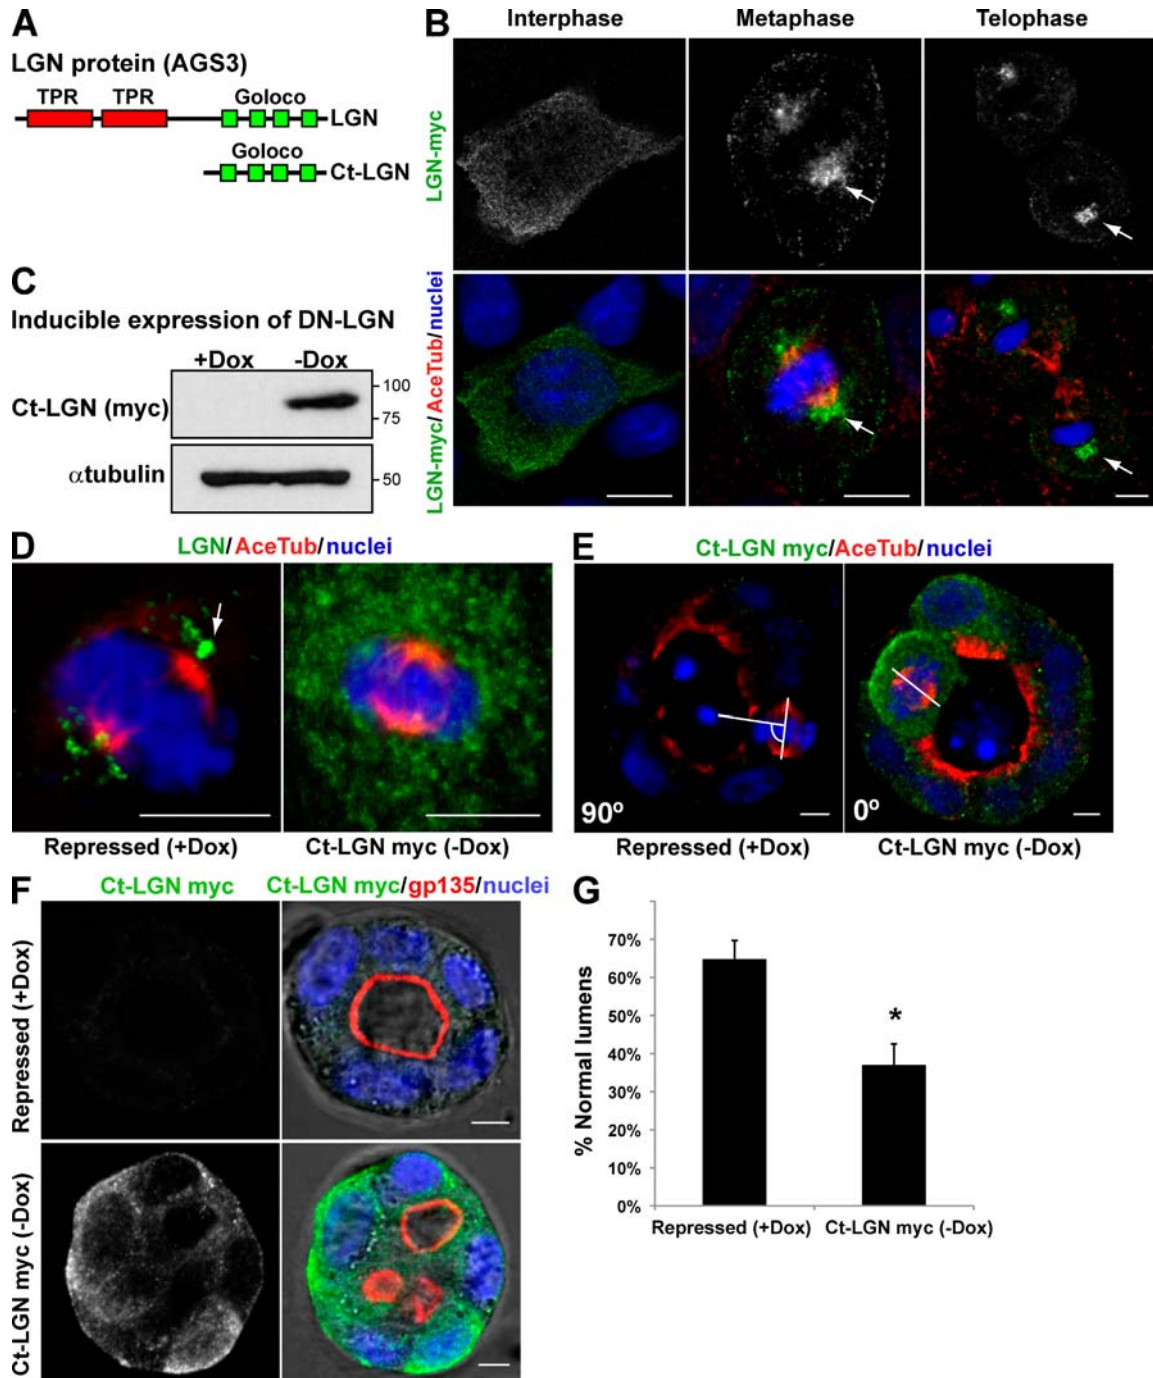 A
LGN protein (AGS3)
TPR TPR Goloco
LGN
Goloco
Ct-LGN
B
Interphase Metaphase Telophase
LGN-myc
LGN-myc/AceTub/nuclei
C
Inducible expression of DN-LGN
+Dox -Dox
Ct-LGN (myc)
100
75
αtubulin
50
D
LGN/AceTub/nuclei
Repressed (+Dox) Ct-LGN myc (-Dox)
E
Ct-LGN myc/AceTub/nuclei
90º
0º
Repressed (+Dox) Ct-LGN myc (-Dox)
F
Ct-LGN myc Ct-LGN myc/gp135/nuclei
Repressed (+Dox)
Ct-LGN myc (-Dox)
G
% Normal lumens
70%
60%
50%
40%
30%
20%
10%
0%
*
Repressed (+Dox) Ct-LGN myc (-Dox)